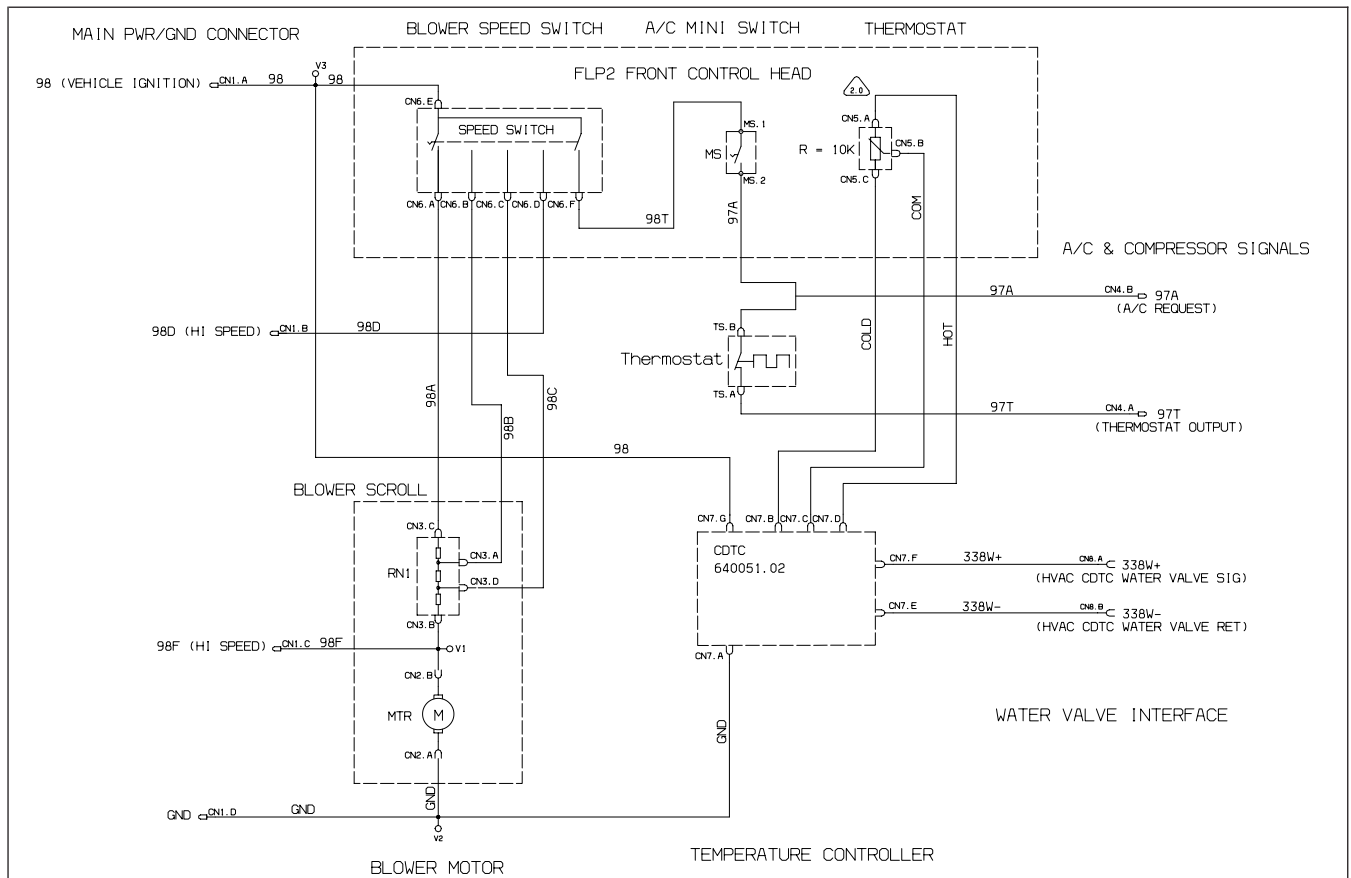 BLOWER SPEED SWITCH
A/C MINI SWITCH
THERMOSTAT
MAIN PWR/GND CONNECTOR
FLP2 FRONT CONTROL HEAD
V3
98 (VEHICLE IGNITION)
CN1.A
98
98
2.0
CN6.E
SPEED SWITCH
MS.1
MS
MS.2
CN5.A
R = 10K
CN5.B
CN5.C
CN6.A
CN6.B
CN6.C
CN6.D
CN6.F
98T
97A
COM
A/C & COMPRESSOR SIGNALS
97A
CN4.B
97A
(A/C REQUEST)
98D (HI SPEED)
CN1.B
98D
TS.B
Thermostat
TS.A
COLD
HOT
98A
98B
98C
97T
CN4.A
97T
(THERMOSTAT OUTPUT)
98
BLOWER SCROLL
CN3.C
CN3.A
RN1
CN3.D
CN3.B
CN7.G
CN7.B
CN7.C
CN7.D
CDTC
640051.02
CN7.F
338W+
CN8.A
338W+
(HVAC CDTC WATER VALVE SIG)
CN7.E
338W-
CN8.B
338W-
(HVAC CDTC WATER VALVE RET)
CN7.A
98F (HI SPEED)
CN1.C
98F
V1
CN2.B
MTR
M
CN2.A
GND
WATER VALVE INTERFACE
GND
CN1.D
GND
GND
V2
BLOWER MOTOR
TEMPERATURE CONTROLLER